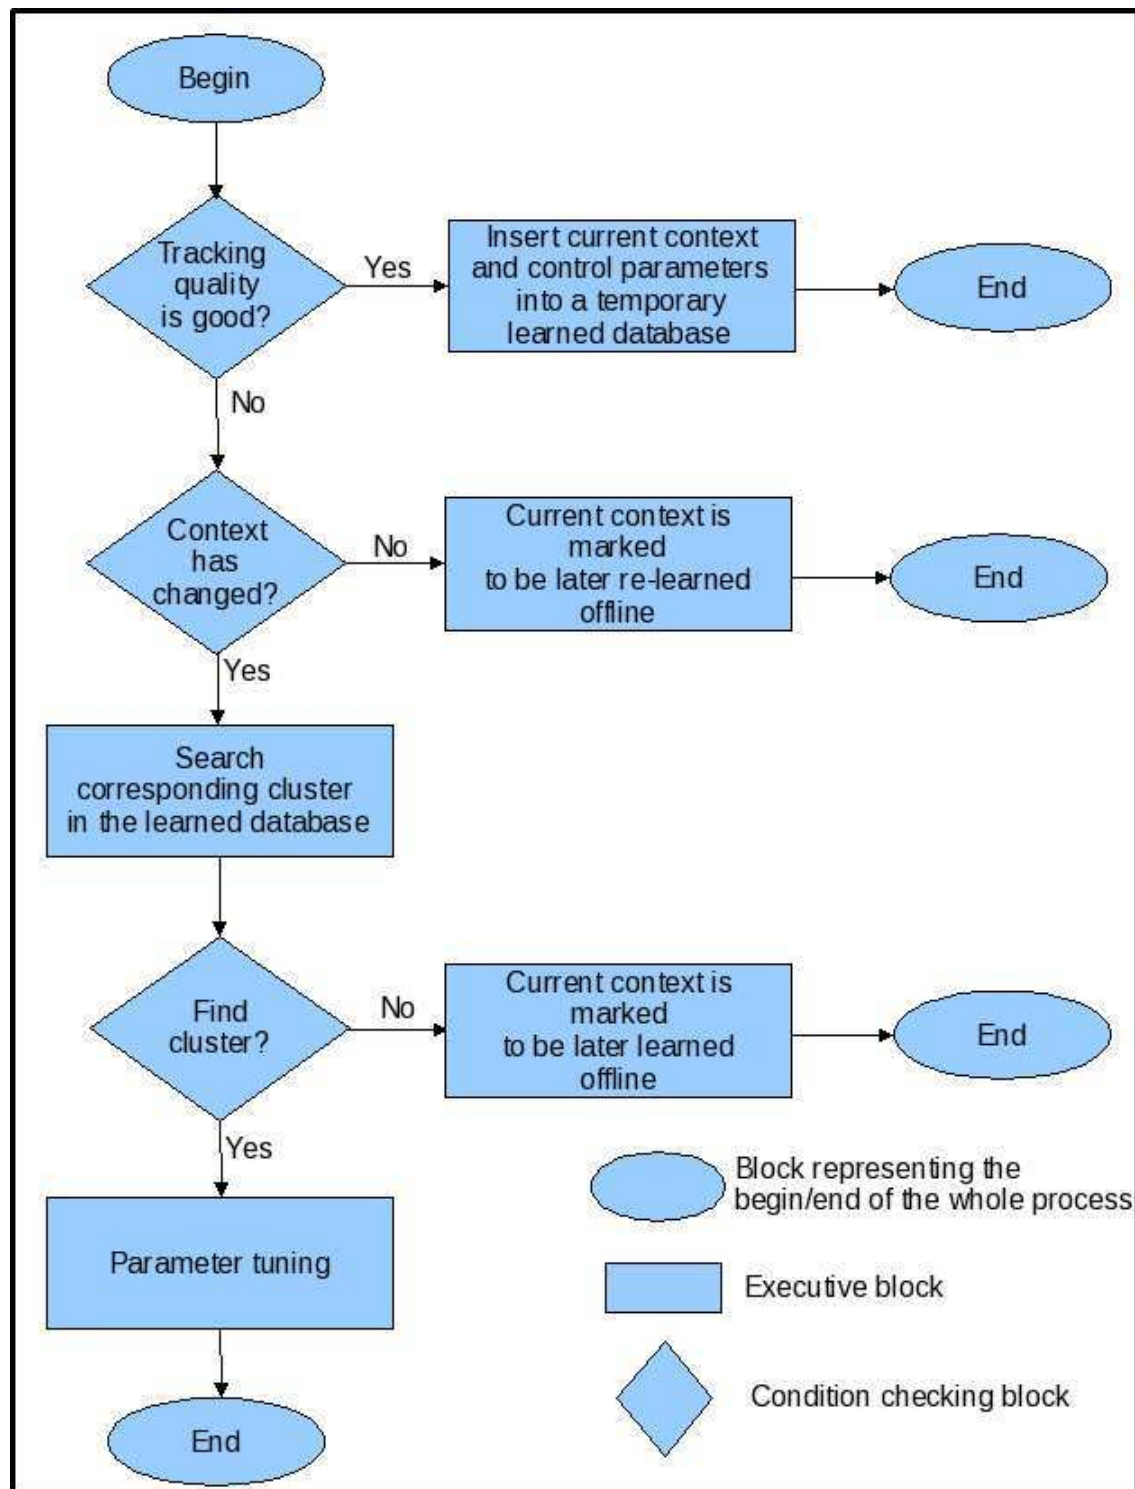 Begin
Tracking
quality
is good?
Yes
Insert current context
and control parameters
into a temporary
learned database
End
No
Context
has
changed?
No
Current context is
marked
to be later re-learned
offline
End
Yes
Search
corresponding cluster
in the learned database
Find
cluster?
No
Current context is
marked
to be later learned
offline
End
Yes
Parameter tuning
End
Block representing the
begin/end of the whole process
Executive block
Condition checking block